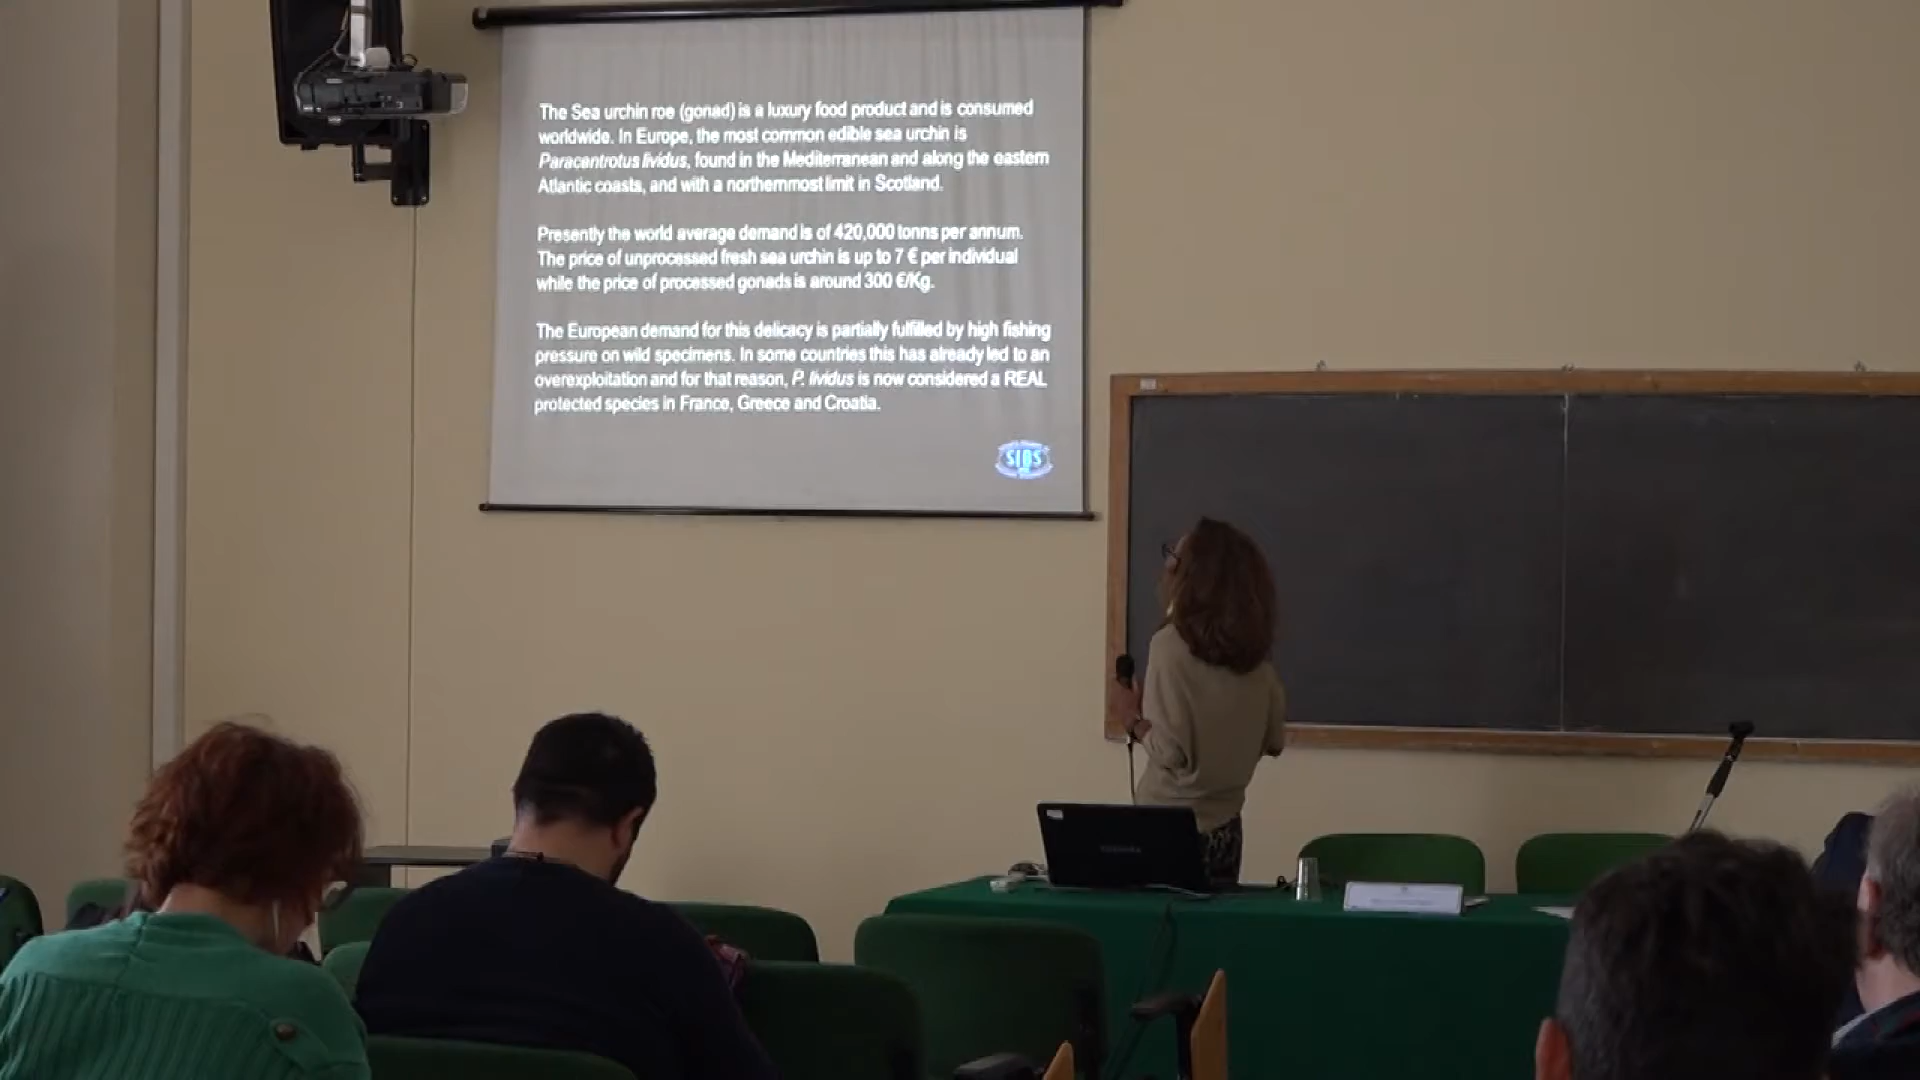 The Sea urchin roe (gonad) is a luxury food product and is consumed
worldwide. In Europe, the most common edible sea urchin is
Paracentrotus lividus, found in the Mediterranean and along the eastern
Atlantic coasts, and with a northernmost limit in Scotland.
Presently the world average demand is of 420,000 tonns per annum.
The price of unprocessed fresh sea urchin is up to 7 € per individual
while the price of processed gonads is around 300 €/Kg.
The European demand for this delicacy is partially fulfilled by high fishing
pressure on wild specimens. In some countries this has already led to an
overexploitation and for that reason, P. lividus is now considered a REAL
protected species in France, Greece and Croatia.
SIBS
TOSHIBA